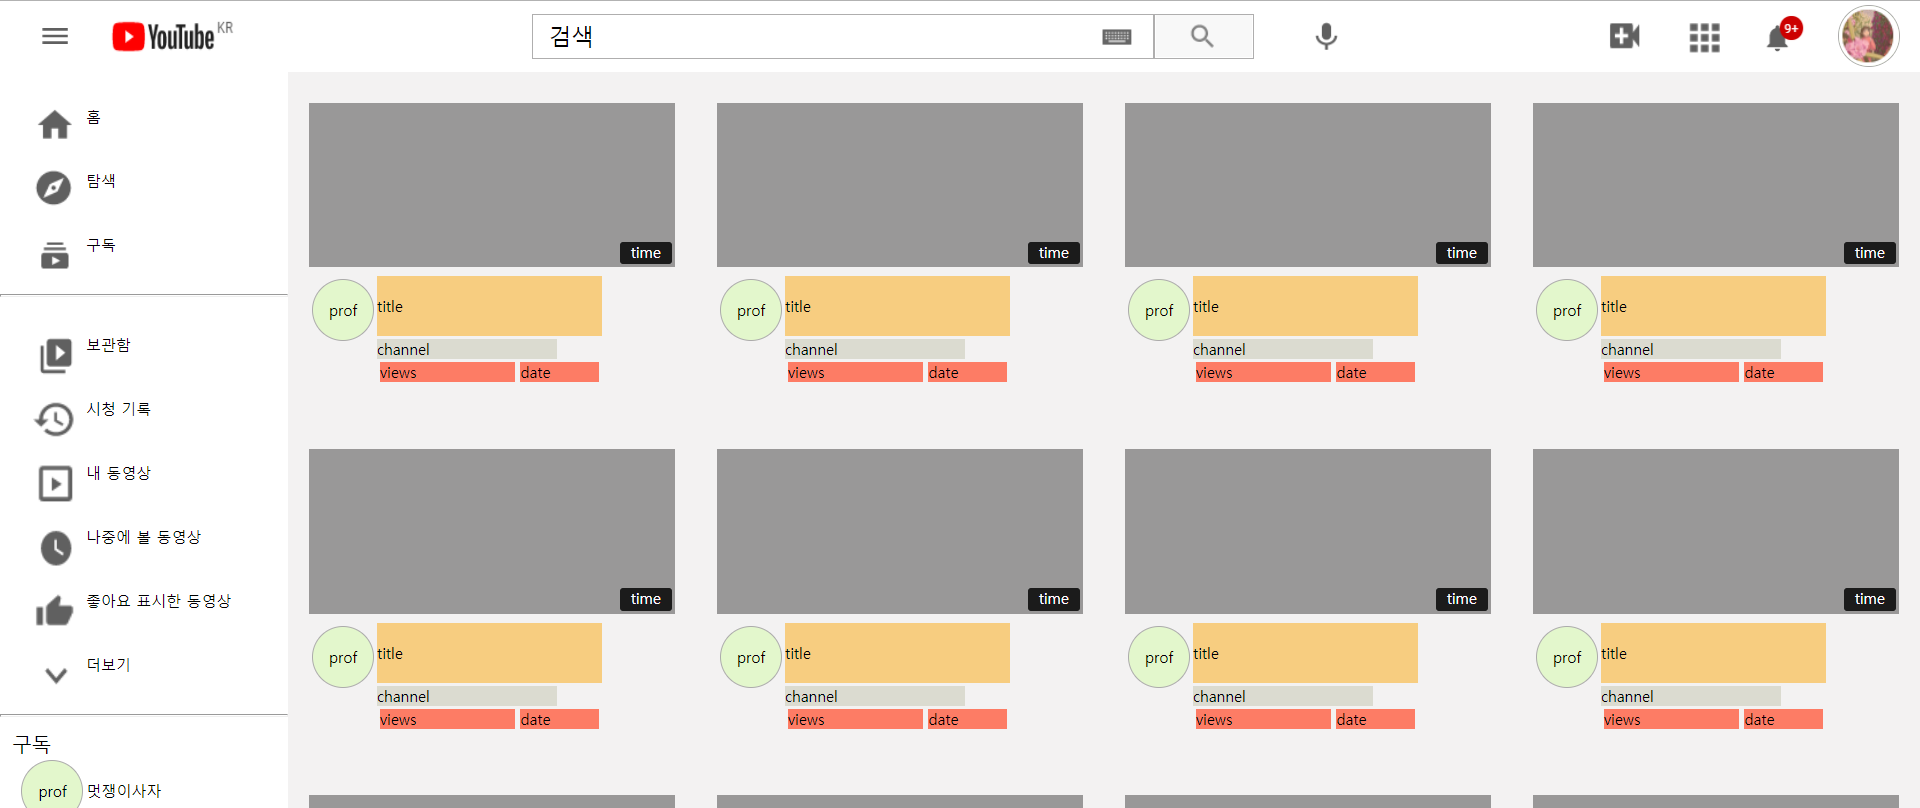 YouTube KR
검색
9+
홈
탐색
구독
보관함
시청 기록
내 동영상
나중에 볼 동영상
좋아요 표시한 동영상
더보기
구독
prof 멋쟁이사자
time time time time
prof title prof title prof title prof title
channel channel channel channel
views date views date views date views date
time time time time
prof title prof title prof title prof title
channel channel channel channel
views date views date views date views date